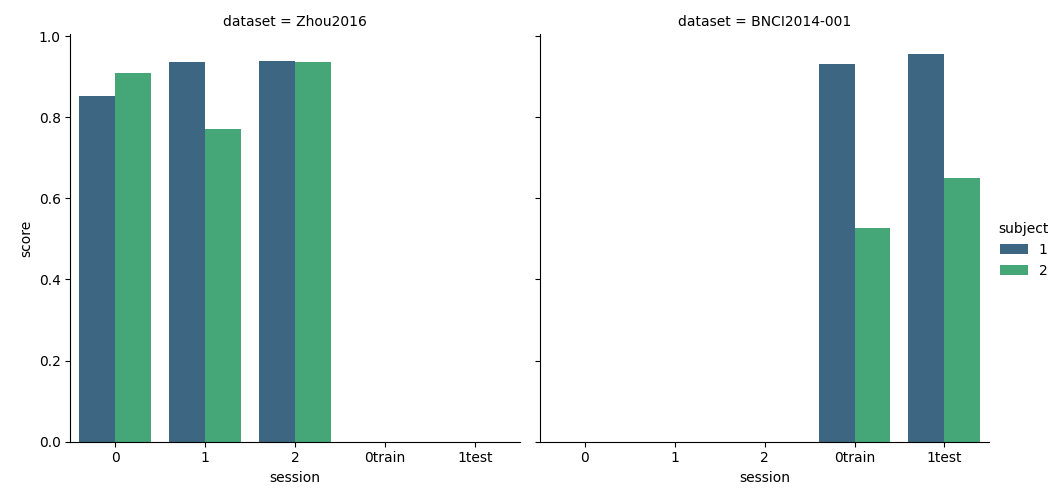 dataset = Zhou2016
dataset = BNCI2014-001
1.0
0.8
0.6
0.4
0.2
0.0
score
0 1 2 0train 1test
session
0 1 2 0train 1test
session
subject
1
2